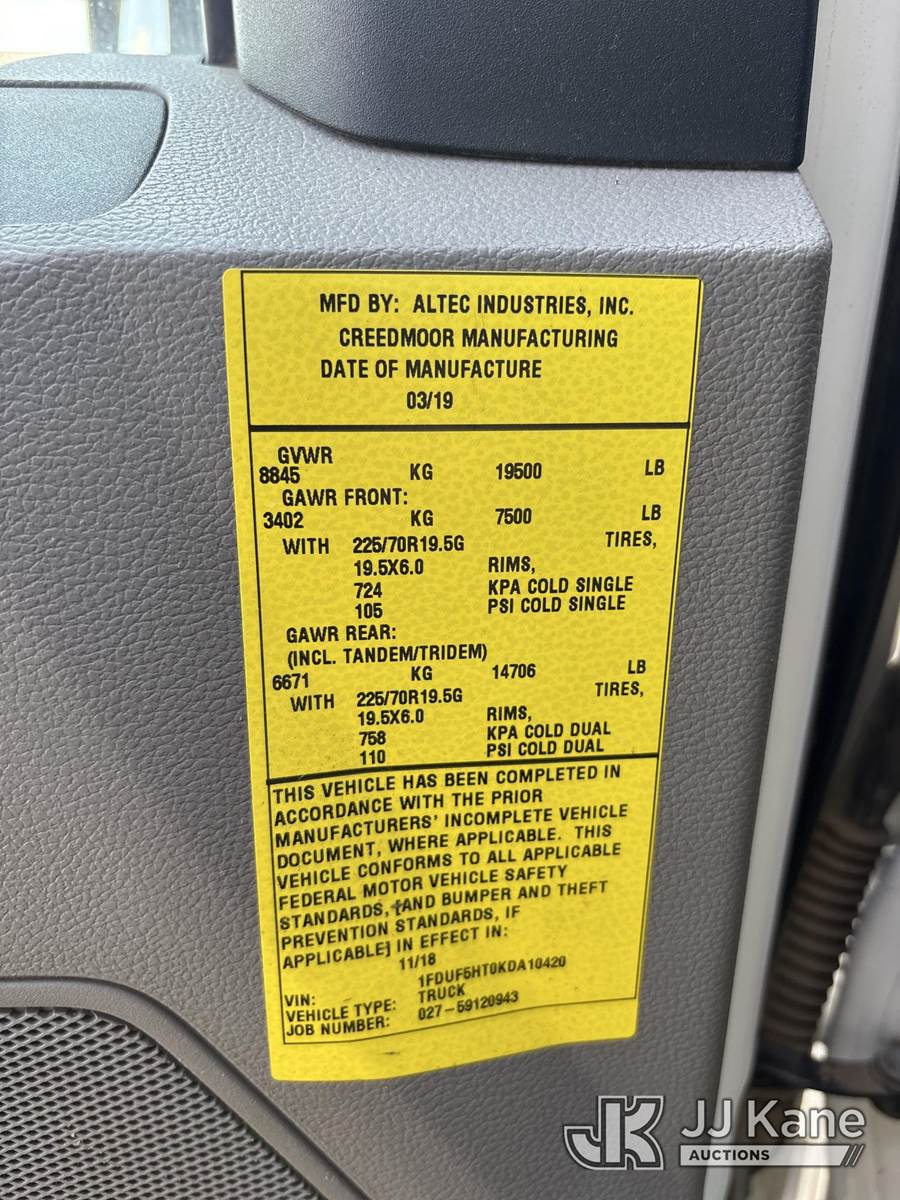 MFD BY: ALTEC INDUSTRIES, INC.
CREEDMOOR MANUFACTURING
DATE OF MANUFACTURE
03/19
GVWR
8845 KG 19500 LB
GAWR FRONT:
3402 KG 7500 LB
WITH 225/70R19.5G TIRES,
19.5X6.0 RIMS,
724 KPA COLD SINGLE
105 PSI COLD SINGLE
GAWR REAR:
(INCL. TANDEM/TRIDEM)
6671 KG 14706 LB
WITH 225/70R19.5G TIRES,
19.5X6.0 RIMS,
758 KPA COLD DUAL
110 PSI COLD DUAL
THIS VEHICLE HAS BEEN COMPLETED IN
ACCORDANCE WITH THE PRIOR
MANUFACTURERS' INCOMPLETE VEHICLE
DOCUMENT, WHERE APPLICABLE. THIS
VEHICLE CONFORMS TO ALL APPLICABLE
FEDERAL MOTOR VEHICLE SAFETY
STANDARDS, [AND BUMPER AND THEFT
PREVENTION STANDARDS, IF
APPLICABLE] IN EFFECT IN:
11/18
VIN: 1FDUF5HT0KDA10420
VEHICLE TYPE: TRUCK
JOB NUMBER: 027-59120943
JK JJ Kane
AUCTIONS